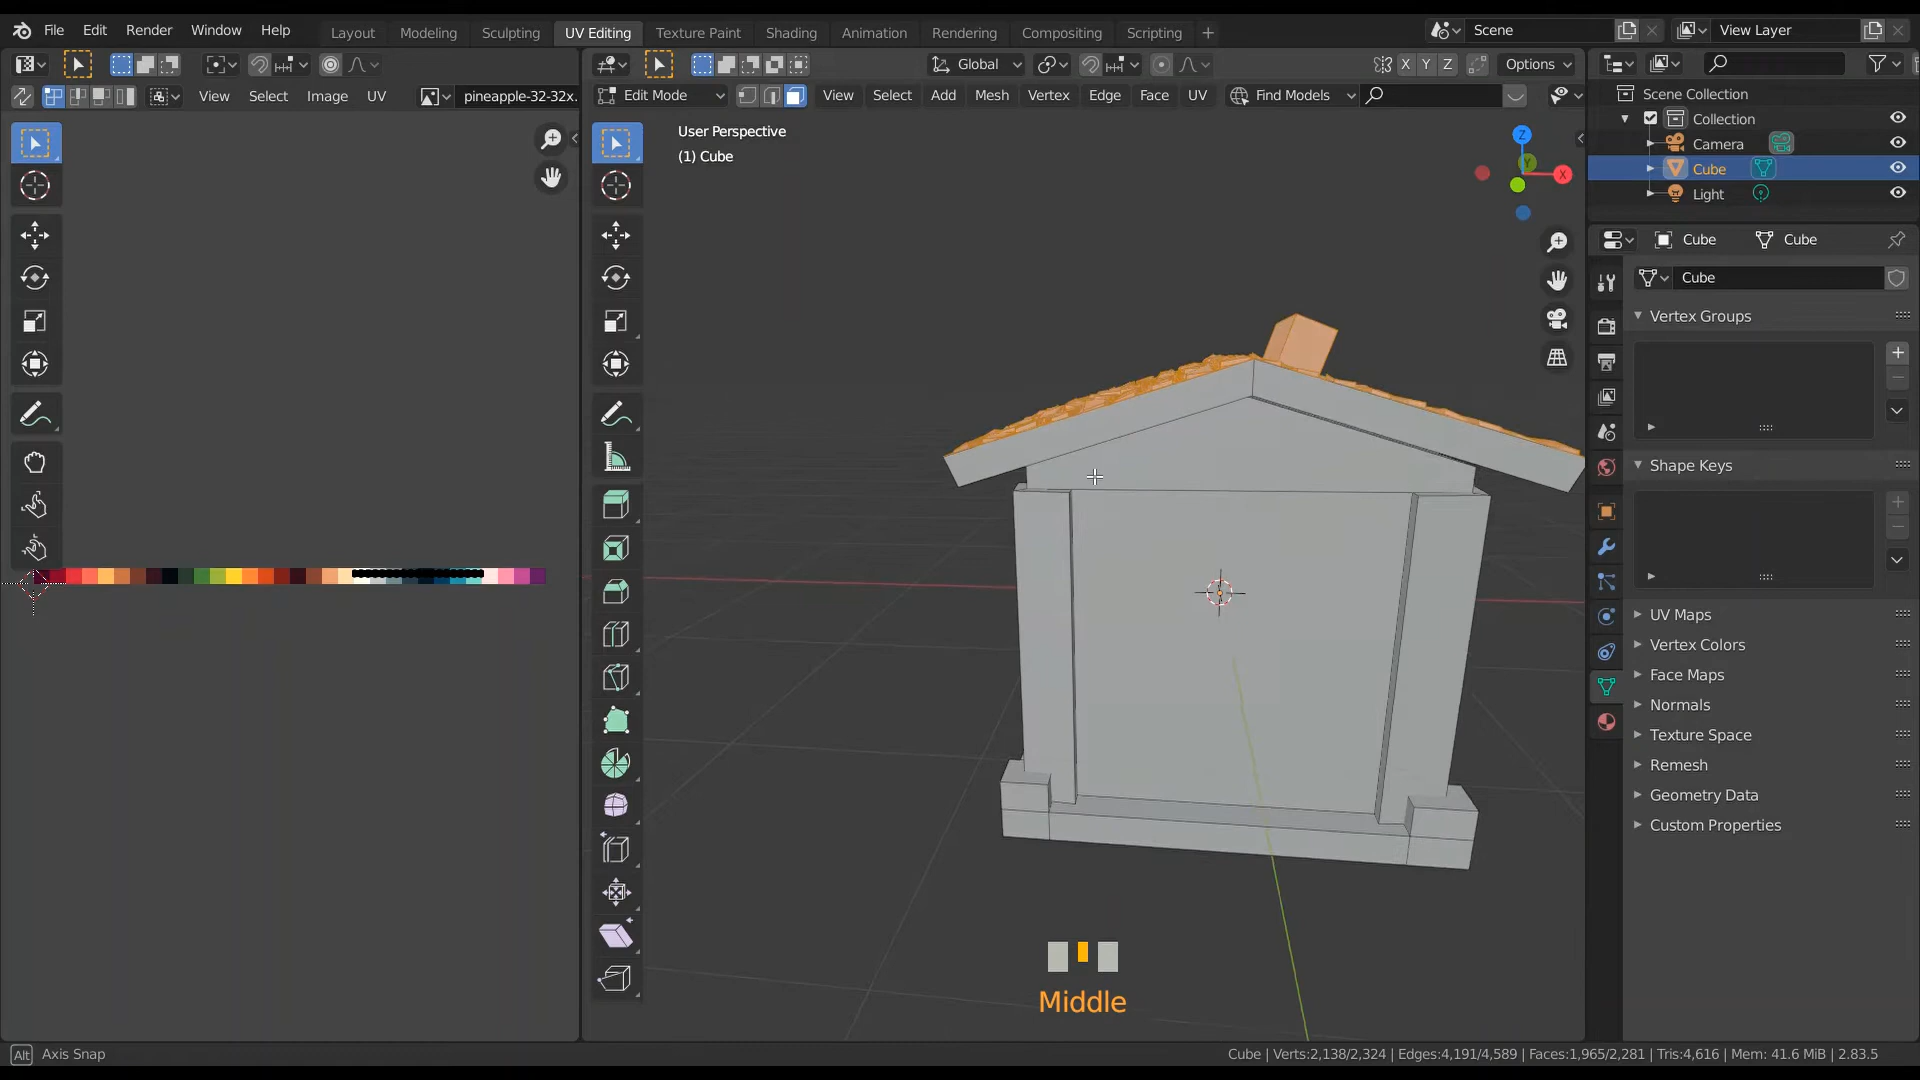 File Edit Render Window Help Layout Modeling Sculpting UV Editing Texture Paint Shading Animation Rendering Compositing Scripting + Scene View Layer
Global X Y Z Options
View Select Image UV pineapple-32-32x. Edit Mode View Select Add Mesh Vertex Edge Face UV Find Models
User Perspective
(1) Cube
Z
Y
X
Scene Collection
Collection
Camera
Cube
Light
Cube Cube
Cube
Vertex Groups
Shape Keys
UV Maps
Vertex Colors
Face Maps
Normals
Texture Space
Remesh
Geometry Data
Custom Properties
Middle
Alt Axis Snap
Cube | Verts:2,138/2,324 | Edges:4,191/4,589 | Faces:1,965/2,281 | Tris:4,616 | Mem: 41.6 MiB | 2.83.5